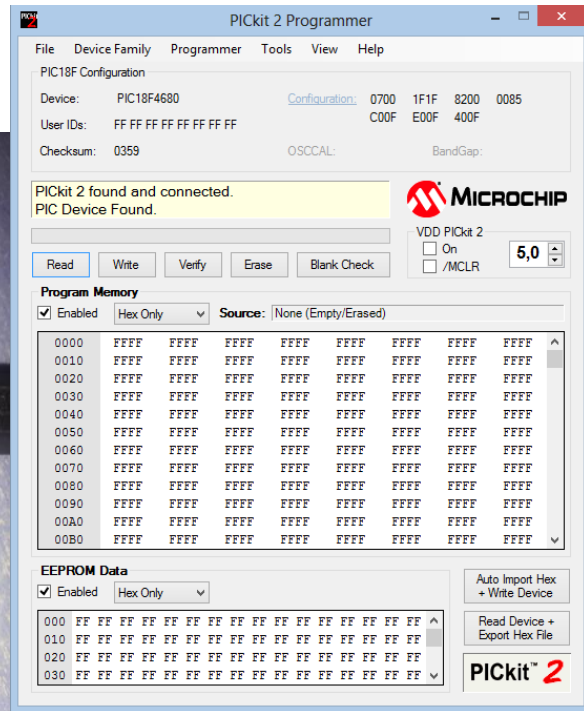 PICkit 2 Programmer
File Device Family Programmer Tools View Help
PIC18F Configuration
Device: PIC18F4680 Configuration: 0700 1F1F 8200 0085
C00F E00F 400F
User IDs: FF FF FF FF FF FF FF FF
Checksum: 0359 OSCCAL: BandGap:
PICkit 2 found and connected.
PIC Device Found.
MICROCHIP
VDD PICkit 2
On
/MCLR
5,0
Read Write Verify Erase Blank Check
Program Memory
Enabled Hex Only Source: None (Empty/Erased)
0000 FFFF FFFF FFFF FFFF FFFF FFFF FFFF FFFF
0010 FFFF FFFF FFFF FFFF FFFF FFFF FFFF FFFF
0020 FFFF FFFF FFFF FFFF FFFF FFFF FFFF FFFF
0030 FFFF FFFF FFFF FFFF FFFF FFFF FFFF FFFF
0040 FFFF FFFF FFFF FFFF FFFF FFFF FFFF FFFF
0050 FFFF FFFF FFFF FFFF FFFF FFFF FFFF FFFF
0060 FFFF FFFF FFFF FFFF FFFF FFFF FFFF FFFF
0070 FFFF FFFF FFFF FFFF FFFF FFFF FFFF FFFF
0080 FFFF FFFF FFFF FFFF FFFF FFFF FFFF FFFF
0090 FFFF FFFF FFFF FFFF FFFF FFFF FFFF FFFF
00A0 FFFF FFFF FFFF FFFF FFFF FFFF FFFF FFFF
00B0 FFFF FFFF FFFF FFFF FFFF FFFF FFFF FFFF
EEPROM Data
Enabled Hex Only
000 FF FF FF FF FF FF FF FF FF FF FF FF FF FF FF FF
010 FF FF FF FF FF FF FF FF FF FF FF FF FF FF FF FF
020 FF FF FF FF FF FF FF FF FF FF FF FF FF FF FF FF
030 FF FF FF FF FF FF FF FF FF FF FF FF FF FF FF FF
Auto Import Hex
+ Write Device
Read Device +
Export Hex File
PICkit™ 2